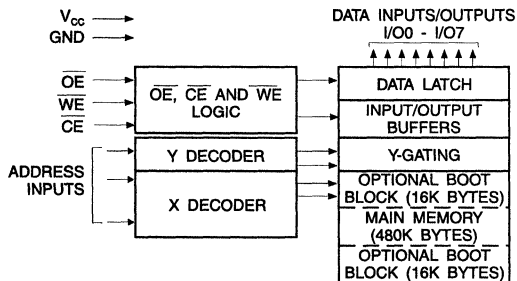 Vcc
GND
DATA INPUTS/OUTPUTS
I/O0 - I/O7
OE
WE
CE
OE, CE AND WE
LOGIC
DATA LATCH
INPUT/OUTPUT
BUFFERS
ADDRESS
INPUTS
Y DECODER
Y-GATING
X DECODER
OPTIONAL BOOT
BLOCK (16K BYTES)
MAIN MEMORY
(480K BYTES)
OPTIONAL BOOT
BLOCK (16K BYTES)